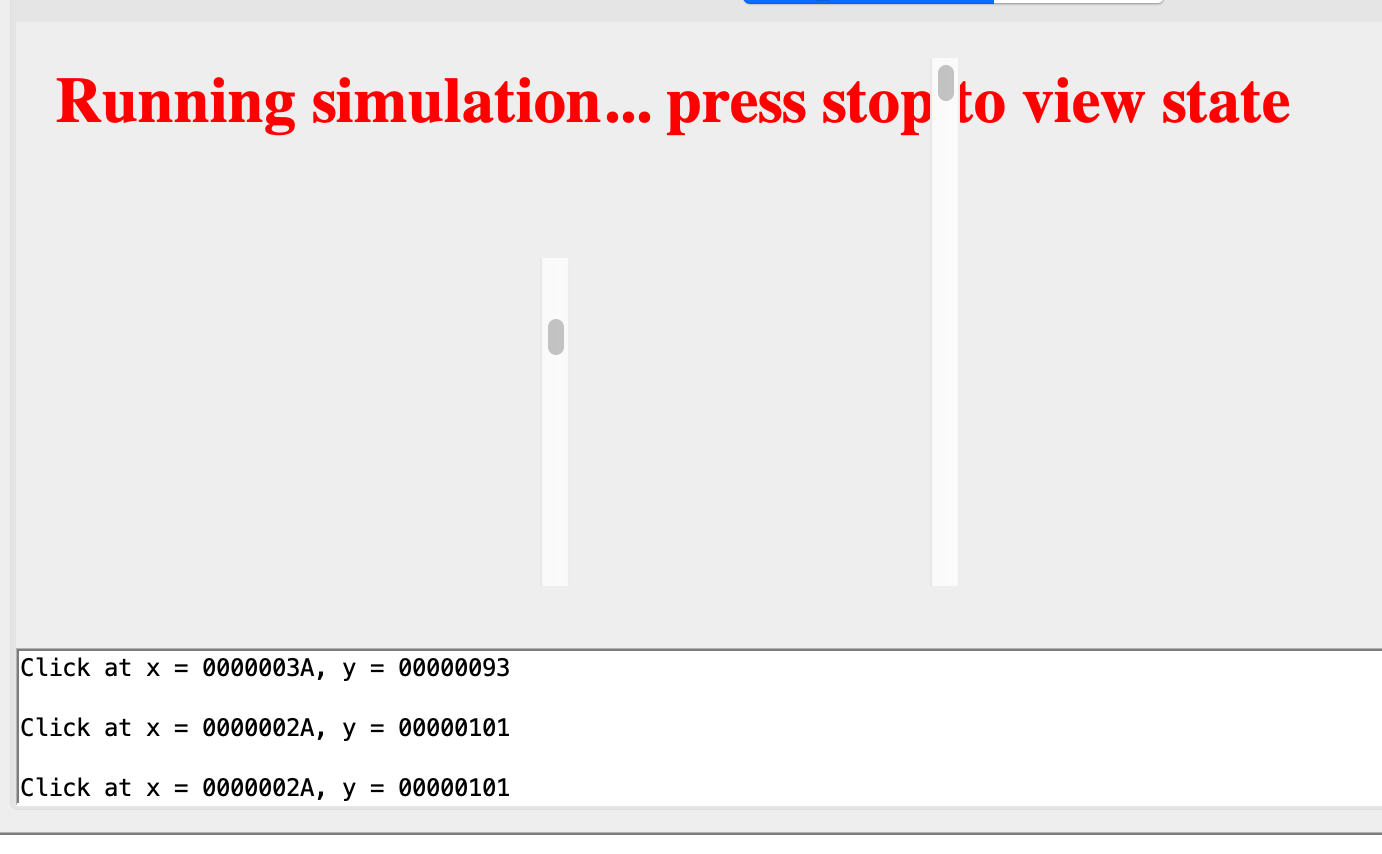 Running simulation... press stop to view state
Click at x = 0000003A, y = 00000093
Click at x = 0000002A, y = 00000101
Click at x = 0000002A, y = 00000101